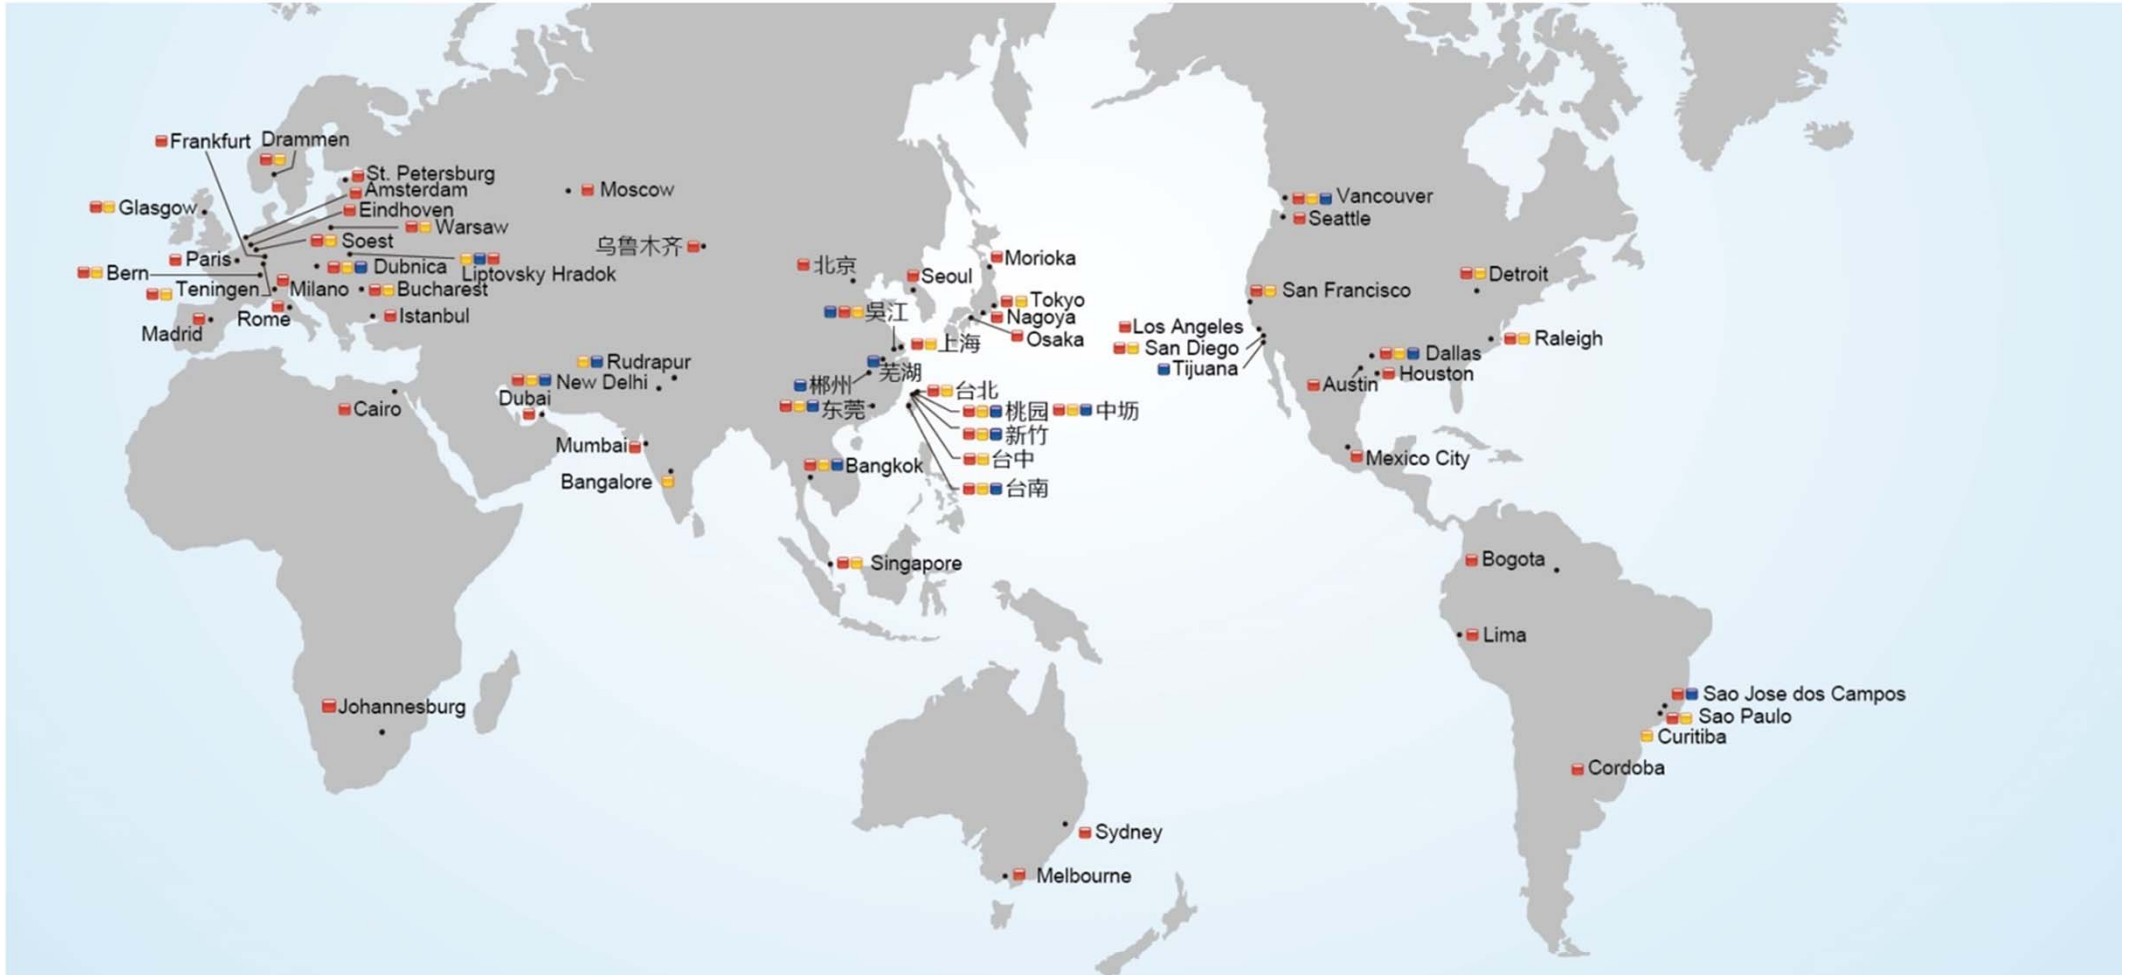 Frankfurt
Drammen
St. Petersburg
Amsterdam
Glasgow
Eindhoven
Warsaw
Soest
Paris
Bern
Dubnica
Liptovsky Hradok
Teningen
Milano
Bucharest
Rome
Istanbul
Madrid
Moscow
乌鲁木齐
北京
Seoul
Morioka
Tokyo
Nagoya
Osaka
吳江
上海
芜湖
郴州
东莞
台北
桃园
中坜
新竹
台中
台南
Rudrapur
New Delhi
Dubai
Cairo
Mumbai
Bangalore
Bangkok
Singapore
Johannesburg
Sydney
Melbourne
Vancouver
Seattle
San Francisco
Detroit
Los Angeles
San Diego
Tijuana
Raleigh
Dallas
Houston
Austin
Mexico City
Bogota
Lima
Sao Jose dos Campos
Sao Paulo
Curitiba
Cordoba